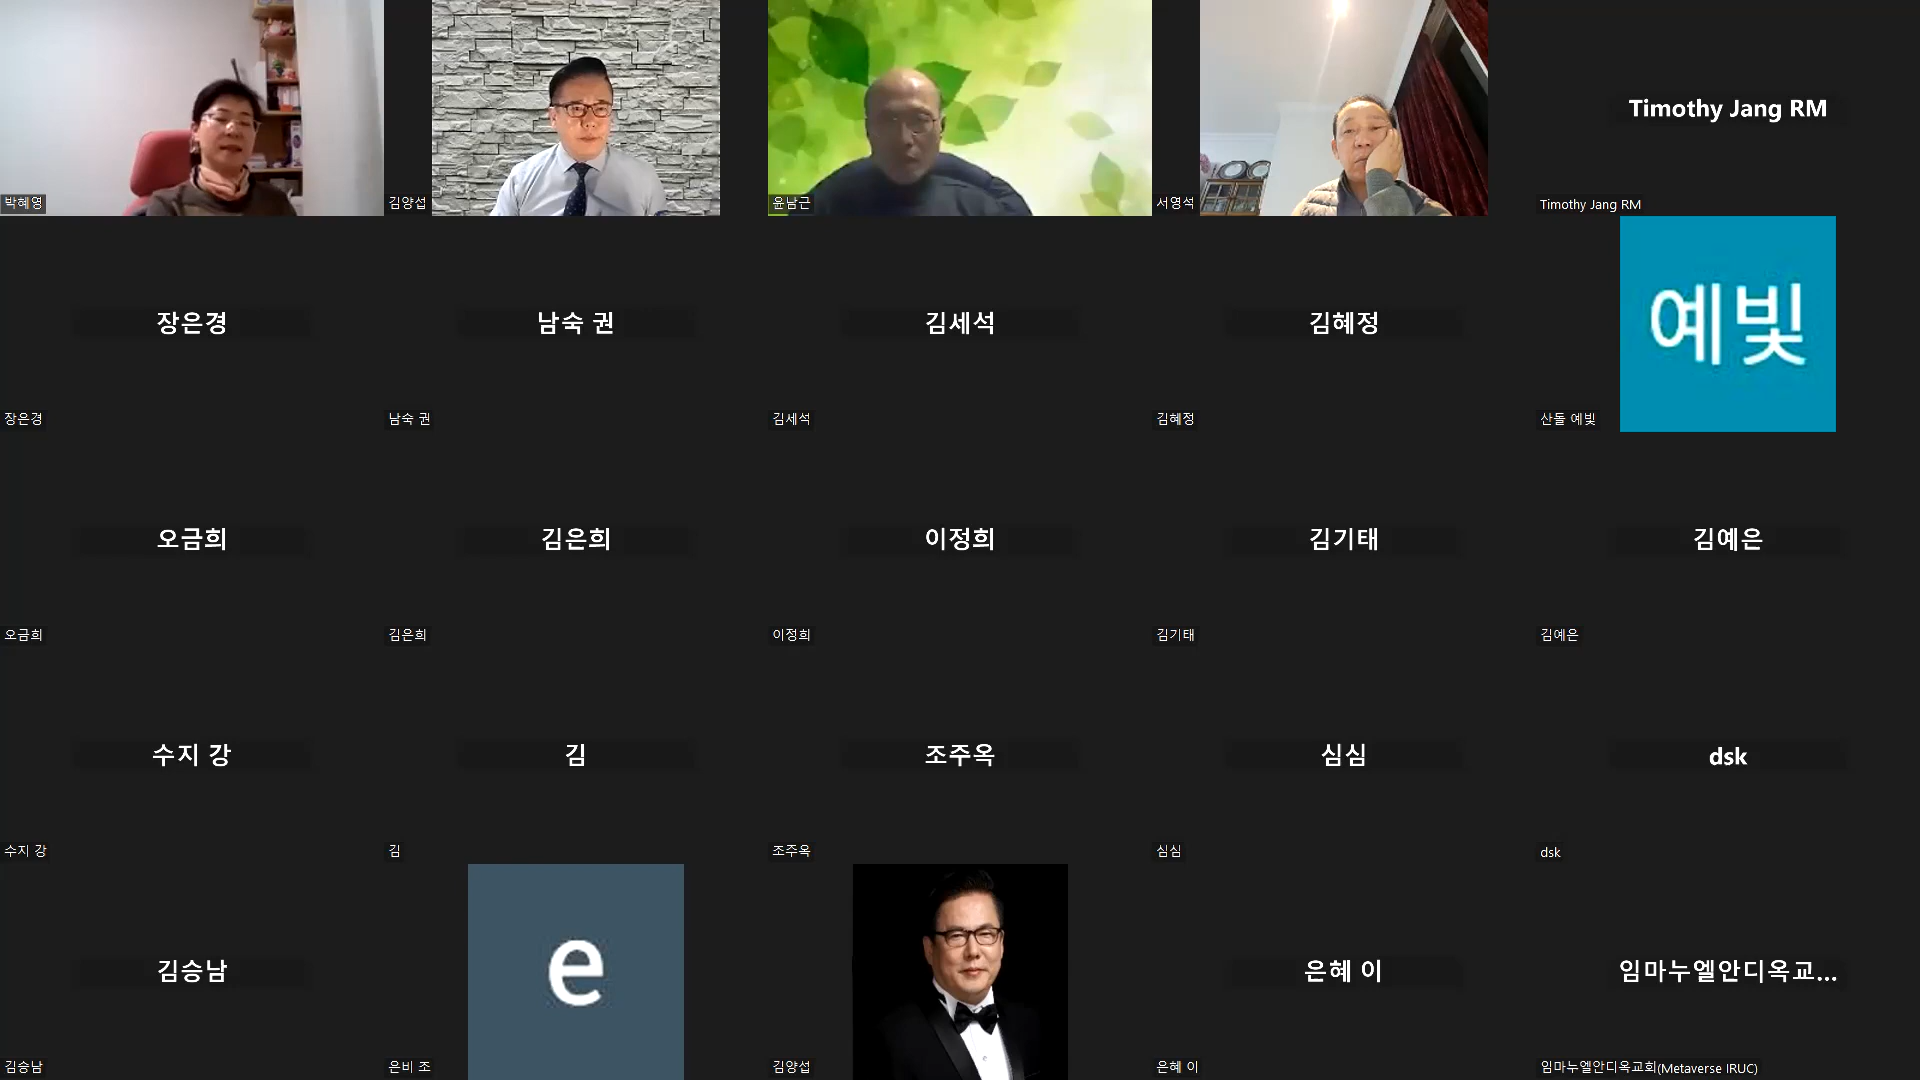 Timothy Jang RM
박혜영
김양섭
윤남근
서영석
Timothy Jang RM
장은경
남숙 권
김세석
김혜정
예빛
장은경
남숙 권
김세석
김혜정
산돌 예빛
오금희
김은희
이정희
김기태
김예은
오금희
김은희
이정희
김기태
김예은
수지 강
김
조주옥
심심
dsk
수지 강
김
조주옥
심심
dsk
김승남
e
은혜 이
임마누엘안디옥교...
김승남
은비 조
김양섭
은혜 이
임마누엘안디옥교회(Metaverse IRUC)